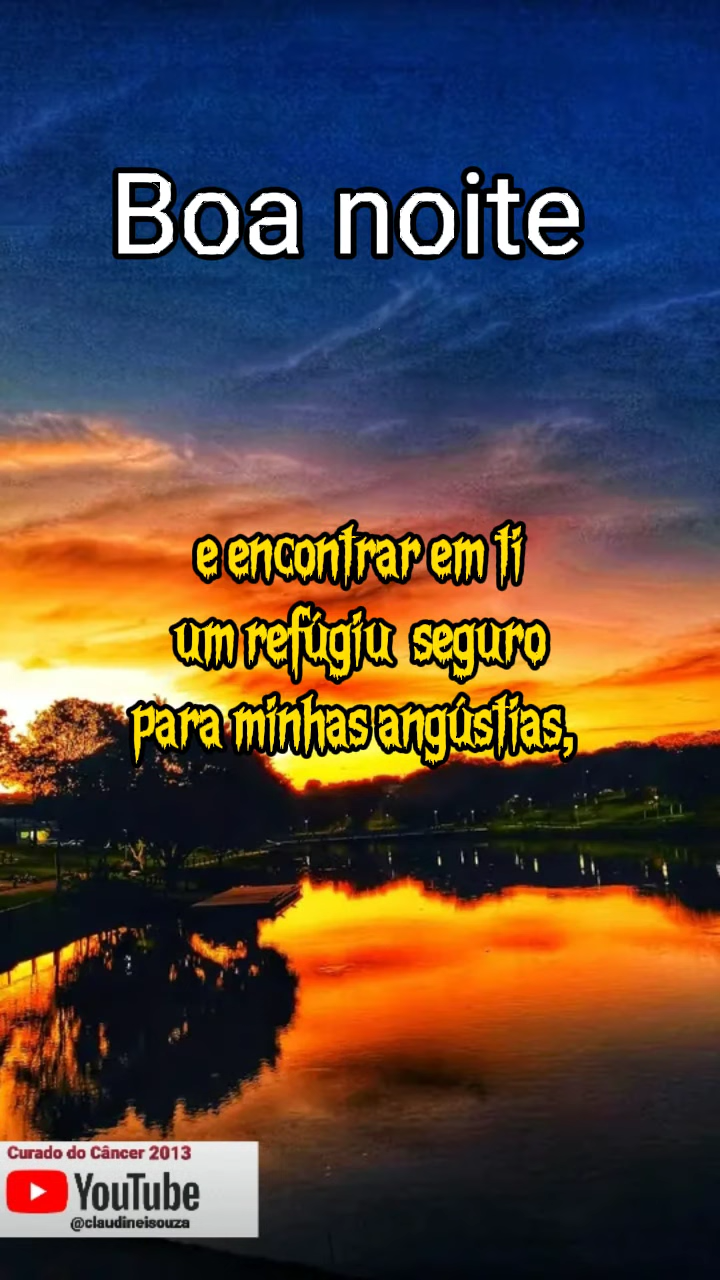 Boa noite
e encontrar em ti
um refúgiu seguro
para minhas angústias,
Curado do Câncer 2013
YouTube
@claudineisouza